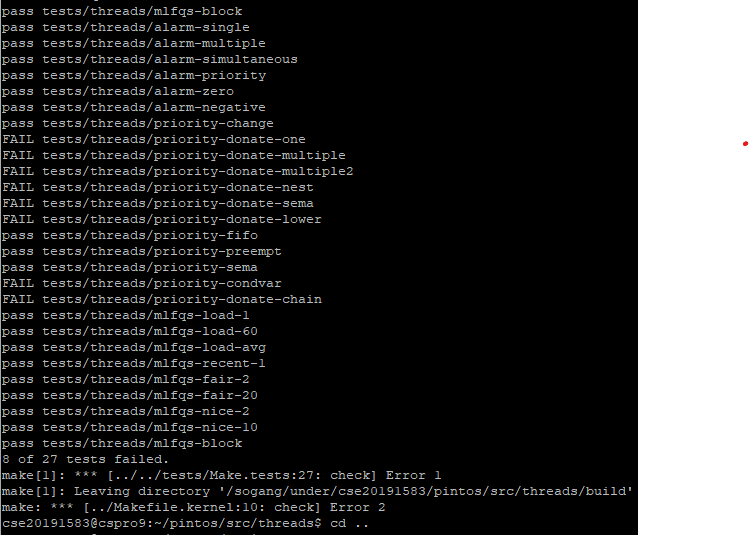 pass tests/threads/mlfqs-block
pass tests/threads/alarm-single
pass tests/threads/alarm-multiple
pass tests/threads/alarm-simultaneous
pass tests/threads/alarm-priority
pass tests/threads/alarm-zero
pass tests/threads/alarm-negative
pass tests/threads/priority-change
FAIL tests/threads/priority-donate-one
FAIL tests/threads/priority-donate-multiple
FAIL tests/threads/priority-donate-multiple2
FAIL tests/threads/priority-donate-nest
FAIL tests/threads/priority-donate-sema
FAIL tests/threads/priority-donate-lower
pass tests/threads/priority-fifo
pass tests/threads/priority-preempt
pass tests/threads/priority-sema
FAIL tests/threads/priority-condvar
FAIL tests/threads/priority-donate-chain
pass tests/threads/mlfqs-load-1
pass tests/threads/mlfqs-load-60
pass tests/threads/mlfqs-load-avg
pass tests/threads/mlfqs-recent-1
pass tests/threads/mlfqs-fair-2
pass tests/threads/mlfqs-fair-20
pass tests/threads/mlfqs-nice-2
pass tests/threads/mlfqs-nice-10
pass tests/threads/mlfqs-block
8 of 27 tests failed.
make[1]: *** [../../tests/Make.tests:27: check] Error 1
make[1]: Leaving directory '/sogang/under/cse20191583/pintos/src/threads/build'
make: *** [../Makefile.kernel:10: check] Error 2
cse20191583@cspro9:~/pintos/src/threads$ cd ..